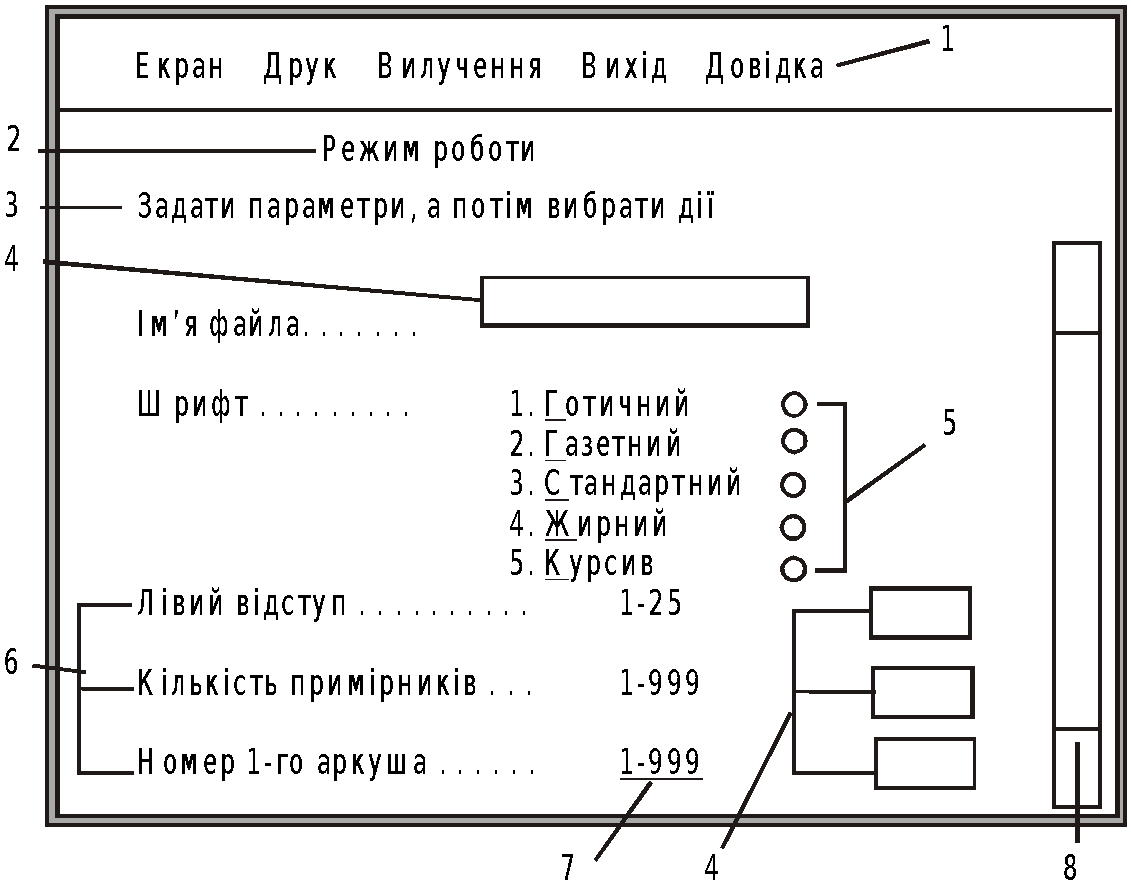 Екран Друк Вилучення Вихід Довідка 1
2 Режим роботи
3 Задати параметри, а потім вибрати дії
4
Ім'я файла.......
Шрифт......... 1. Готичний
2. Газетний 5
3. Стандартний
4. Жирний
5. Курсив
Лівий відступ.......... 1-25
6
Кількість примірників... 1-999
Номер 1-го аркуша...... 1-999
7 4 8